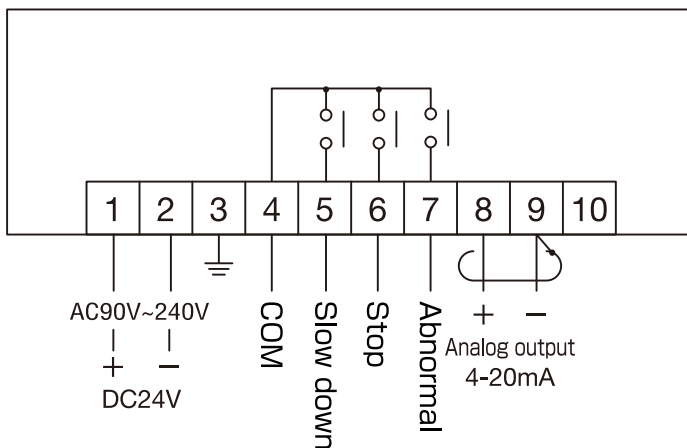 1 2 3 4 5 6 7 8 9 10
AC90V~240V
+ −
DC24V
COM
Slow down
Stop
Abnormal
+ −
Analog output
4-20mA